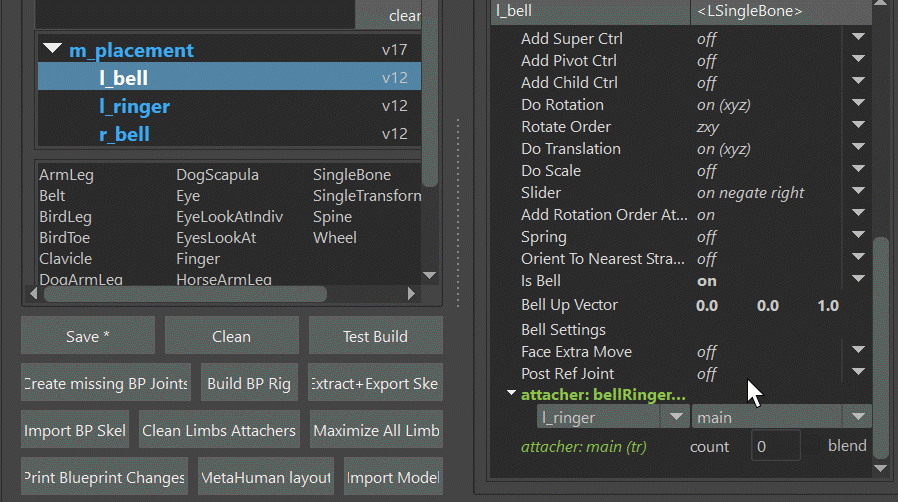 clear
m_placement v17
l_bell v12
l_ringer v12
r_bell v12
ArmLeg DogScapula SingleBone
Belt Eye SingleTransform
BirdLeg EyeLookAtIndiv Spine
BirdToe EyesLookAt Wheel
Clavicle Finger
DogArmLeg HorseArmLeg
Save * Clean Test Build
Create missing BP Joints Build BP Rig Extract+Export Ske
Import BP Skel Clean Limbs Attachers Maximize All Limb
Print Blueprint Changes MetaHuman layout Import Model
l_bell <LSingleBone>
Add Super Ctrl off
Add Pivot Ctrl off
Add Child Ctrl off
Do Rotation on (xyz)
Rotate Order zxy
Do Translation on (xyz)
Do Scale off
Slider on negate right
Add Rotation Order At... on
Spring off
Orient To Nearest Stra... off
Is Bell on
Bell Up Vector 0.0 0.0 1.0
Bell Settings
Face Extra Move off
Post Ref Joint off
attacher: bellRinger...
l_ringer main
attacher: main (tr) count 0 blend